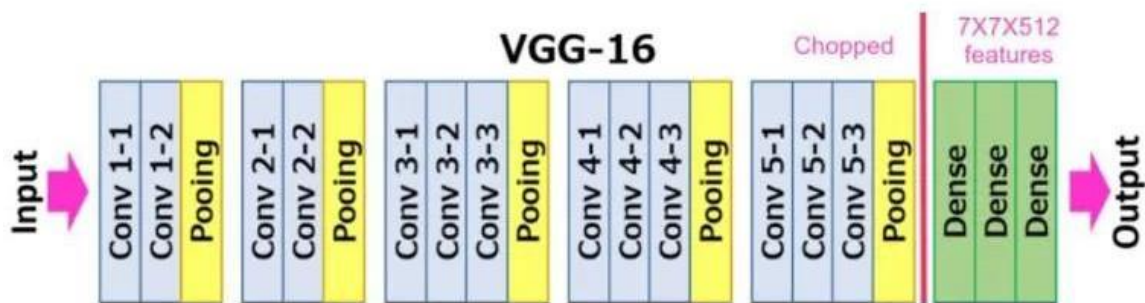 VGG-16
Chopped
7X7X512
features
Input
Conv 1-1
Conv 1-2
Pooing
Conv 2-1
Conv 2-2
Pooing
Conv 3-1
Conv 3-2
Conv 3-3
Pooing
Conv 4-1
Conv 4-2
Conv 4-3
Pooing
Conv 5-1
Conv 5-2
Conv 5-3
Pooing
Dense
Dense
Dense
Output